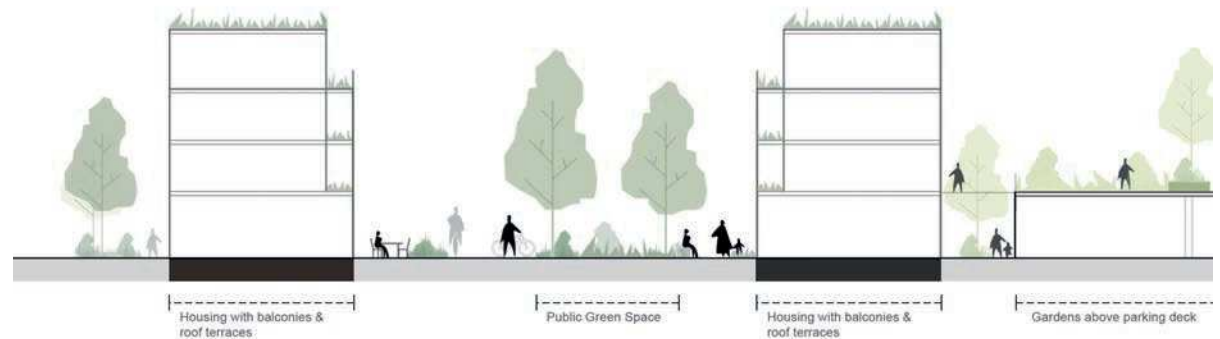 Housing with balconies &
roof terraces
Public Green Space
Housing with balconies &
roof terraces
Gardens above parking deck